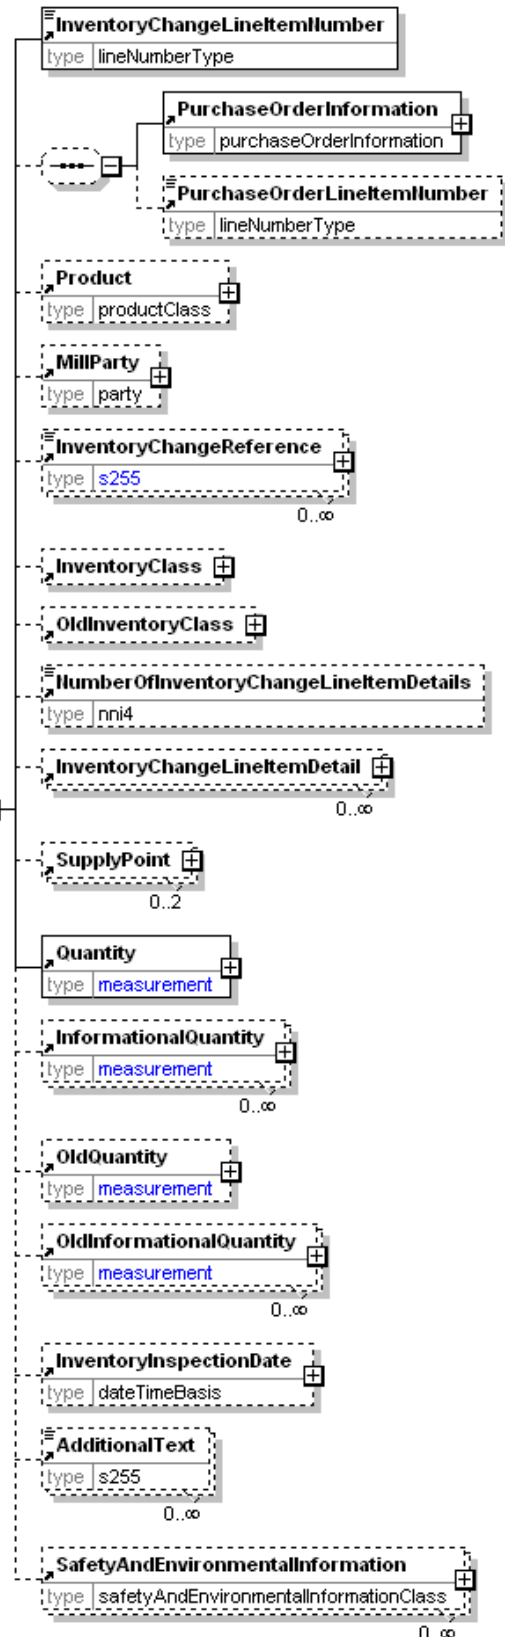 InventoryChangeLineItemNumber
type lineNumberType
PurchaseOrderInformation
type purchaseOrderInformation
PurchaseOrderLineItemNumber
type lineNumberType
Product
type productClass
MillParty
type party
InventoryChangeReference
type s255
0..∞
InventoryClass
OldInventoryClass
NumberOfInventoryChangeLineItemDetails
type nni4
InventoryChangeLineItemDetail
0..∞
SupplyPoint
0..2
Quantity
type measurement
InformationalQuantity
type measurement
0..∞
OldQuantity
type measurement
OldInformationalQuantity
type measurement
0..∞
InventoryInspectionDate
type dateTimeBasis
AdditionalText
type s255
0..∞
SafetyAndEnvironmentalInformation
type safetyAndEnvironmentalInformationClass
0..∞